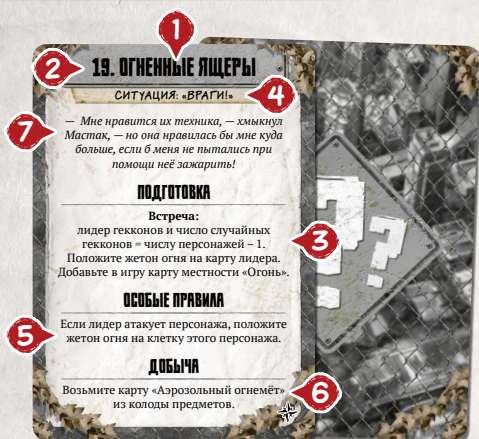 1
2
19. ОГНЕННЫЕ ЯЩЕРЫ
СИТУАЦИЯ: «ВРАГИ!»
4
7
— Мне нравится их техника, — хмыкнул
Мастак, — но она нравилась бы мне куда
больше, если б меня не пытались при
помощи неё зажарить!
ПОДГОТОВКА
Встреча:
лидер гекконов и число случайных
гекконов = числу персонажей – 1.
Положите жетон огня на карту лидера.
Добавьте в игру карту местности «Огонь».
3
ОСОБЫЕ ПРАВИЛА
5
Если лидер атакует персонажа, положите
жетон огня на клетку этого персонажа.
ДОБЫЧА
Возьмите карту «Аэрозольный огнемёт»
из колоды предметов.
6
? ?